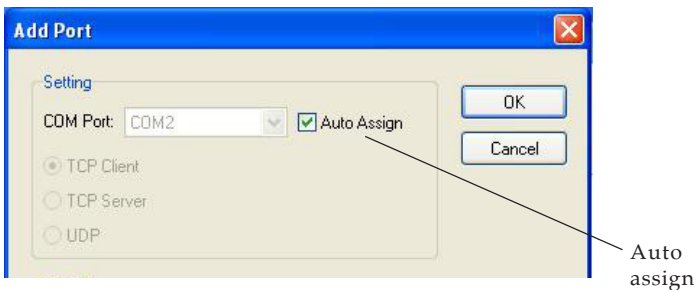 Add Port
Setting
COM Port: COM2 Auto Assign
OK
Cancel
TCP Client
TCP Server
UDP
Auto
assign